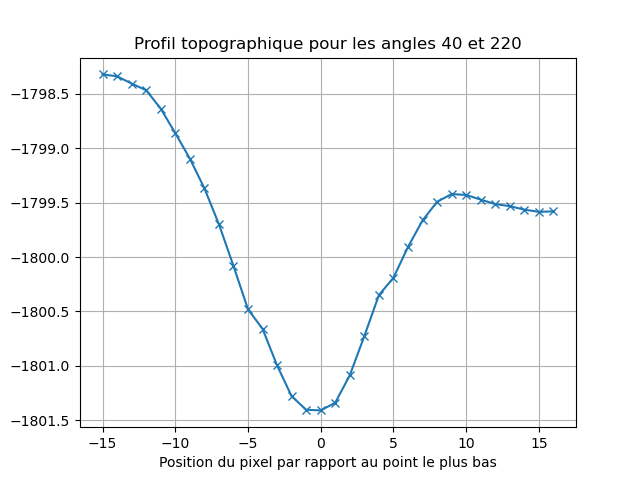 Profil topographique pour les angles 40 et 220
−1798.5
−1799.0
−1799.5
−1800.0
−1800.5
−1801.0
−1801.5
−15 −10 −5 0 5 10 15
Position du pixel par rapport au point le plus bas